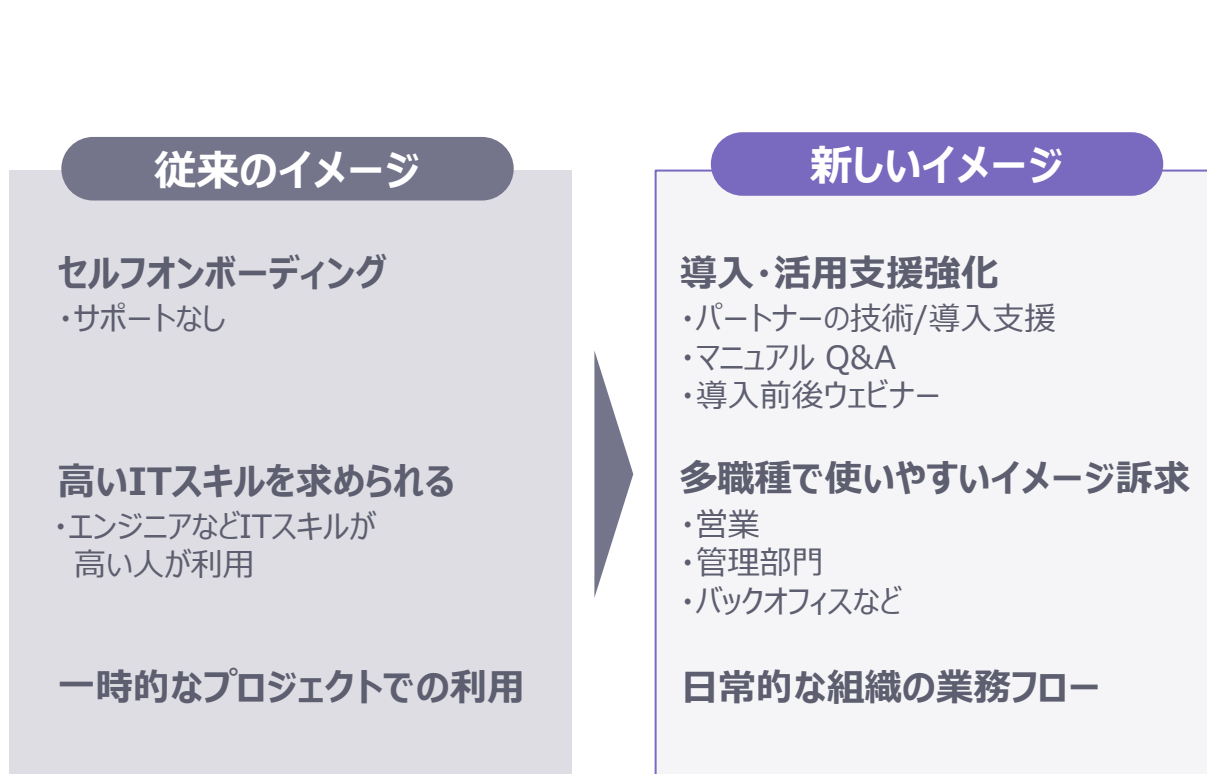 従来のイメージ
セルフオンボーディング
・サポートなし
高いITスキルを求められる
・エンジニアなどITスキルが
高い人が利用
一時的なプロジェクトでの利用
新しいイメージ
導入・活用支援強化
・パートナーの技術/導入支援
・マニュアル Q&A
・導入前後ウェビナー
多職種で使いやすいイメージ訴求
・営業
・管理部門
・バックオフィスなど
日常的な組織の業務フロー